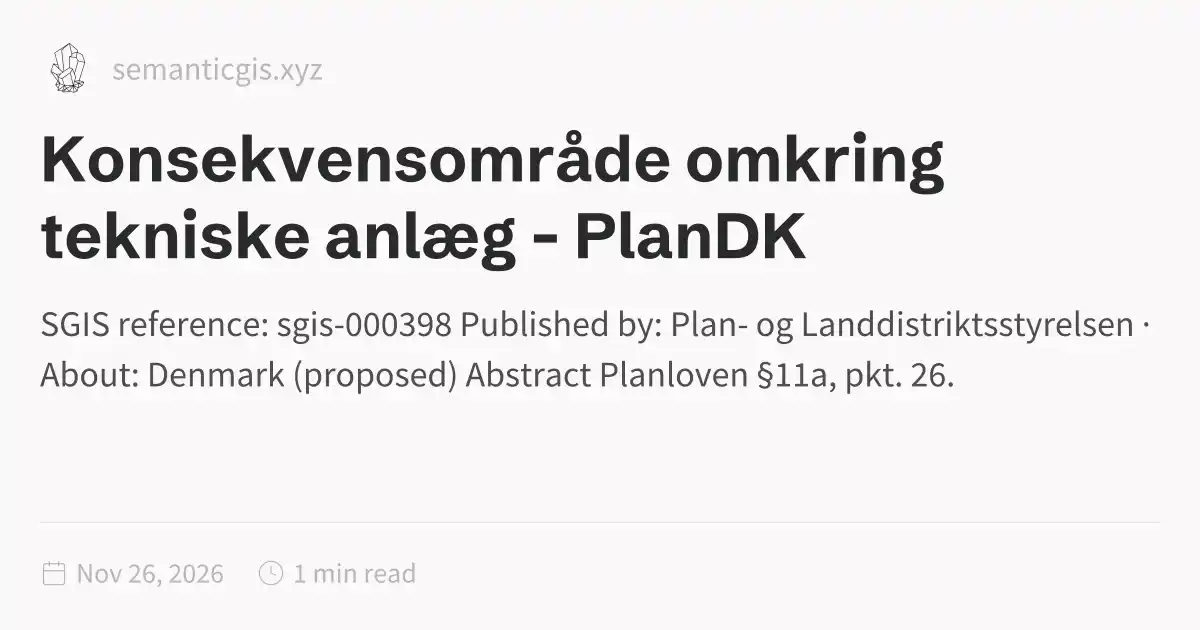 semanticgis.xyz
Konsekvensområde omkring
tekniske anlæg - PlanDK
SGIS reference: sgis-000398 Published by: Plan- og Landdistriktsstyrelsen ·
About: Denmark (proposed) Abstract Planloven §11a, pkt. 26.
Nov 26, 2026 1 min read